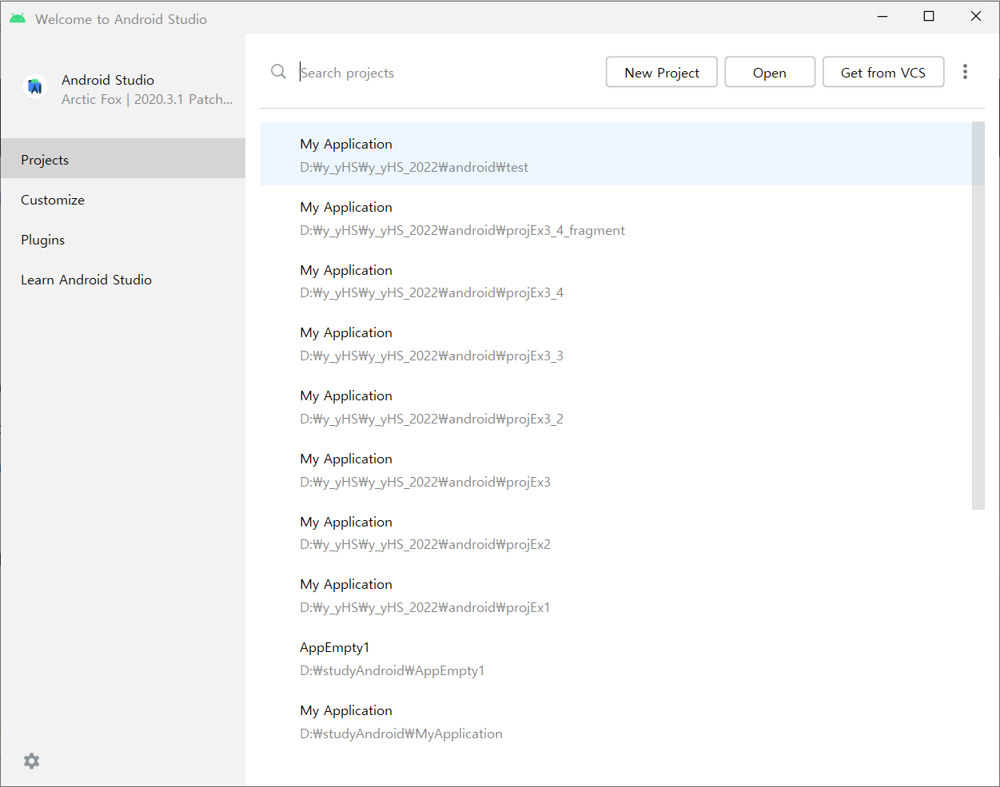 Welcome to Android Studio
Android Studio
Arctic Fox | 2020.3.1 Patch...
Projects
Customize
Plugins
Learn Android Studio
Search projects
New Project
Open
Get from VCS
My Application
D:₩y_yHS₩y_yHS_2022₩android₩test
My Application
D:₩y_yHS₩y_yHS_2022₩android₩projEx3_4_fragment
My Application
D:₩y_yHS₩y_yHS_2022₩android₩projEx3_4
My Application
D:₩y_yHS₩y_yHS_2022₩android₩projEx3_3
My Application
D:₩y_yHS₩y_yHS_2022₩android₩projEx3_2
My Application
D:₩y_yHS₩y_yHS_2022₩android₩projEx3
My Application
D:₩y_yHS₩y_yHS_2022₩android₩projEx2
My Application
D:₩y_yHS₩y_yHS_2022₩android₩projEx1
AppEmpty1
D:₩studyAndroid₩AppEmpty1
My Application
D:₩studyAndroid₩MyApplication